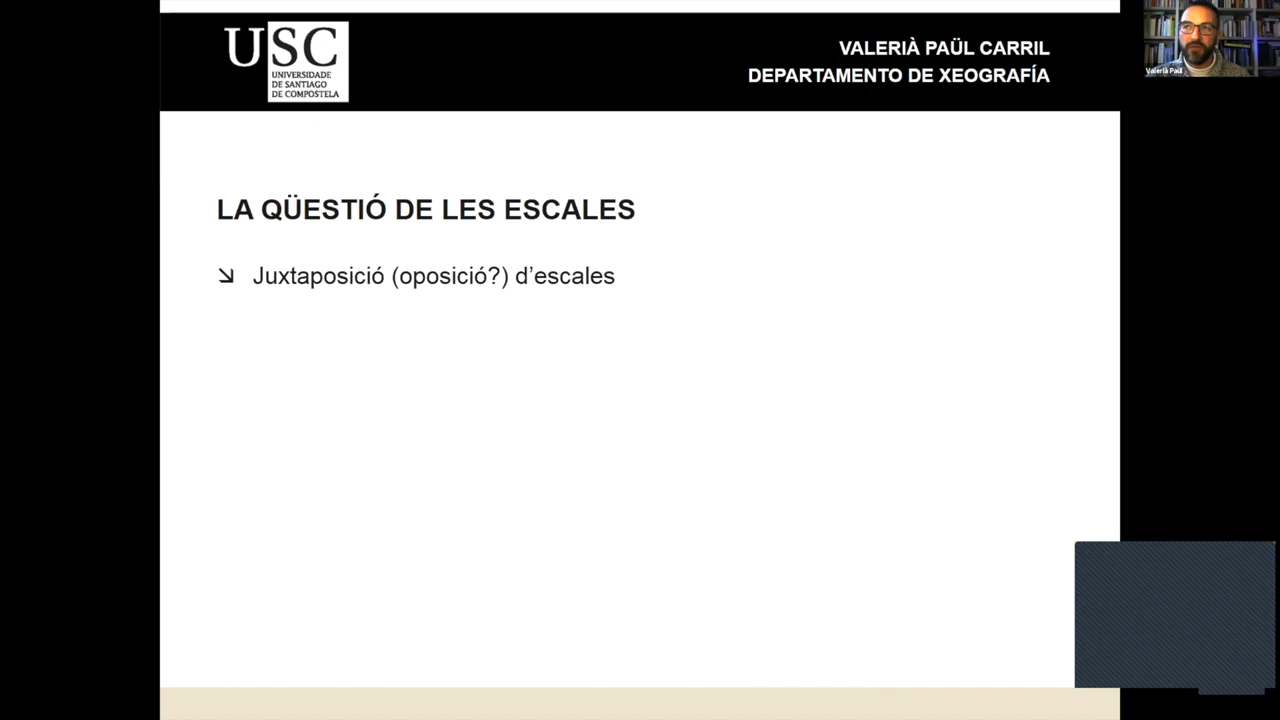 USC
UNIVERSIDADE
DE SANTIAGO
DE COMPOSTELA
VALERIÀ PAÜL CARRIL
DEPARTAMENTO DE XEOGRAFÍA
Valerià Paül
LA QÜESTIÓ DE LES ESCALES
Juxtaposició (oposició?) d’escales